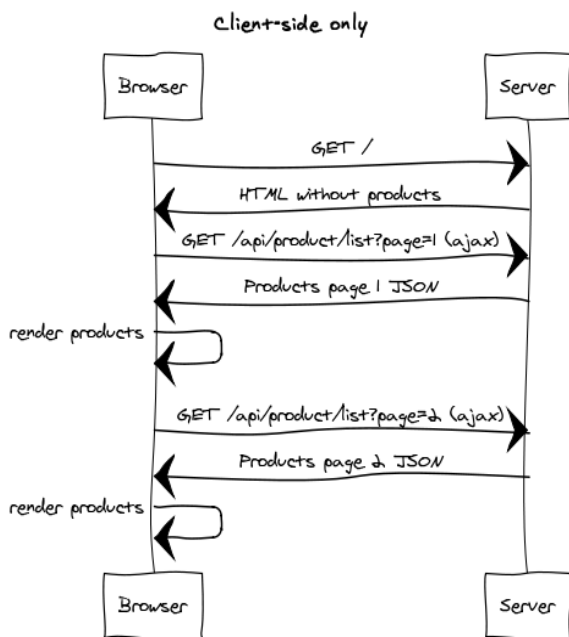 Client-side only
Browser
Server
GET /
HTML without products
GET /api/product/list?page=1 (ajax)
Products page 1 JSON
render products
GET /api/product/list?page=2 (ajax)
Products page 2 JSON
render products
Browser
Server